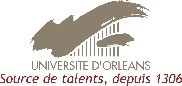 UNIVERSITE D'ORLEANS
Source de talents, depuis 1306